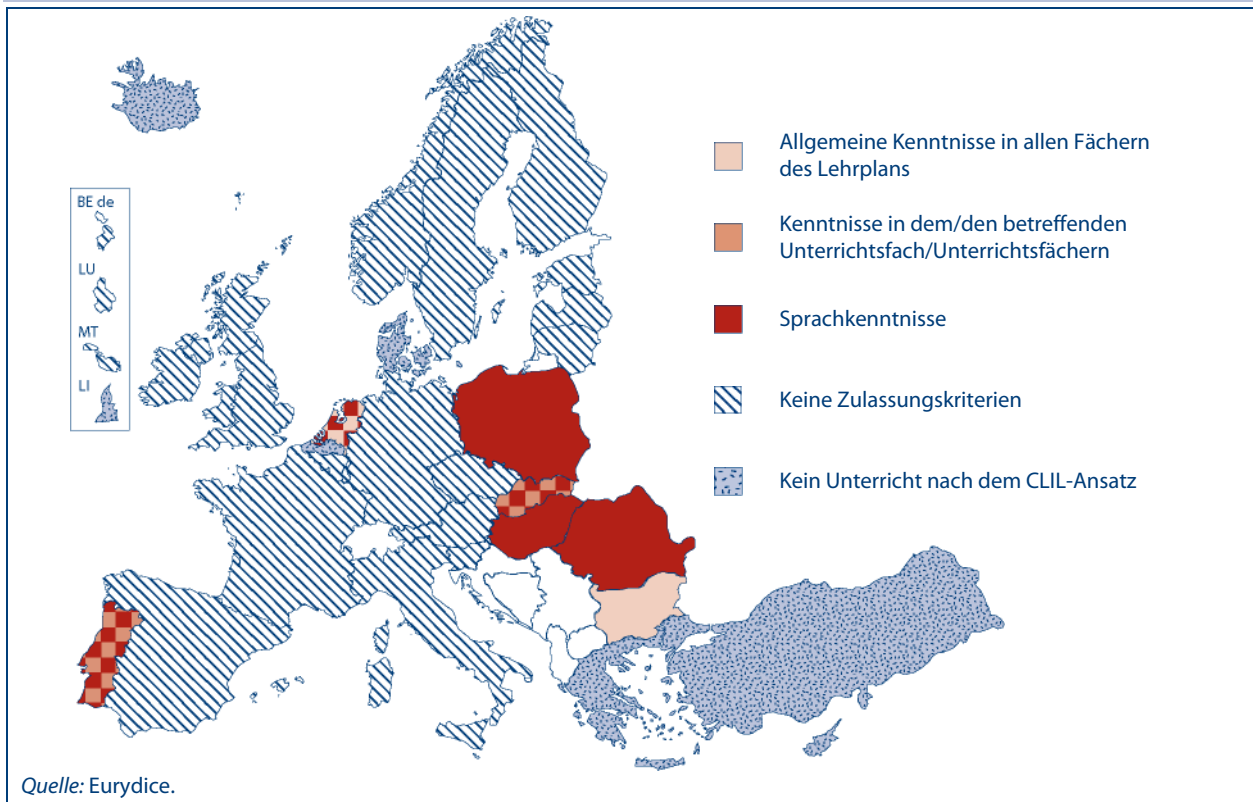 BE de
LU
MT
LI
Allgemeine Kenntnisse in allen Fächern
des Lehrplans
Kenntnisse in dem/den betreffenden
Unterrichtsfach/Unterrichtsfächern
Sprachkenntnisse
Keine Zulassungskriterien
Kein Unterricht nach dem CLIL-Ansatz
Quelle: Eurydice.